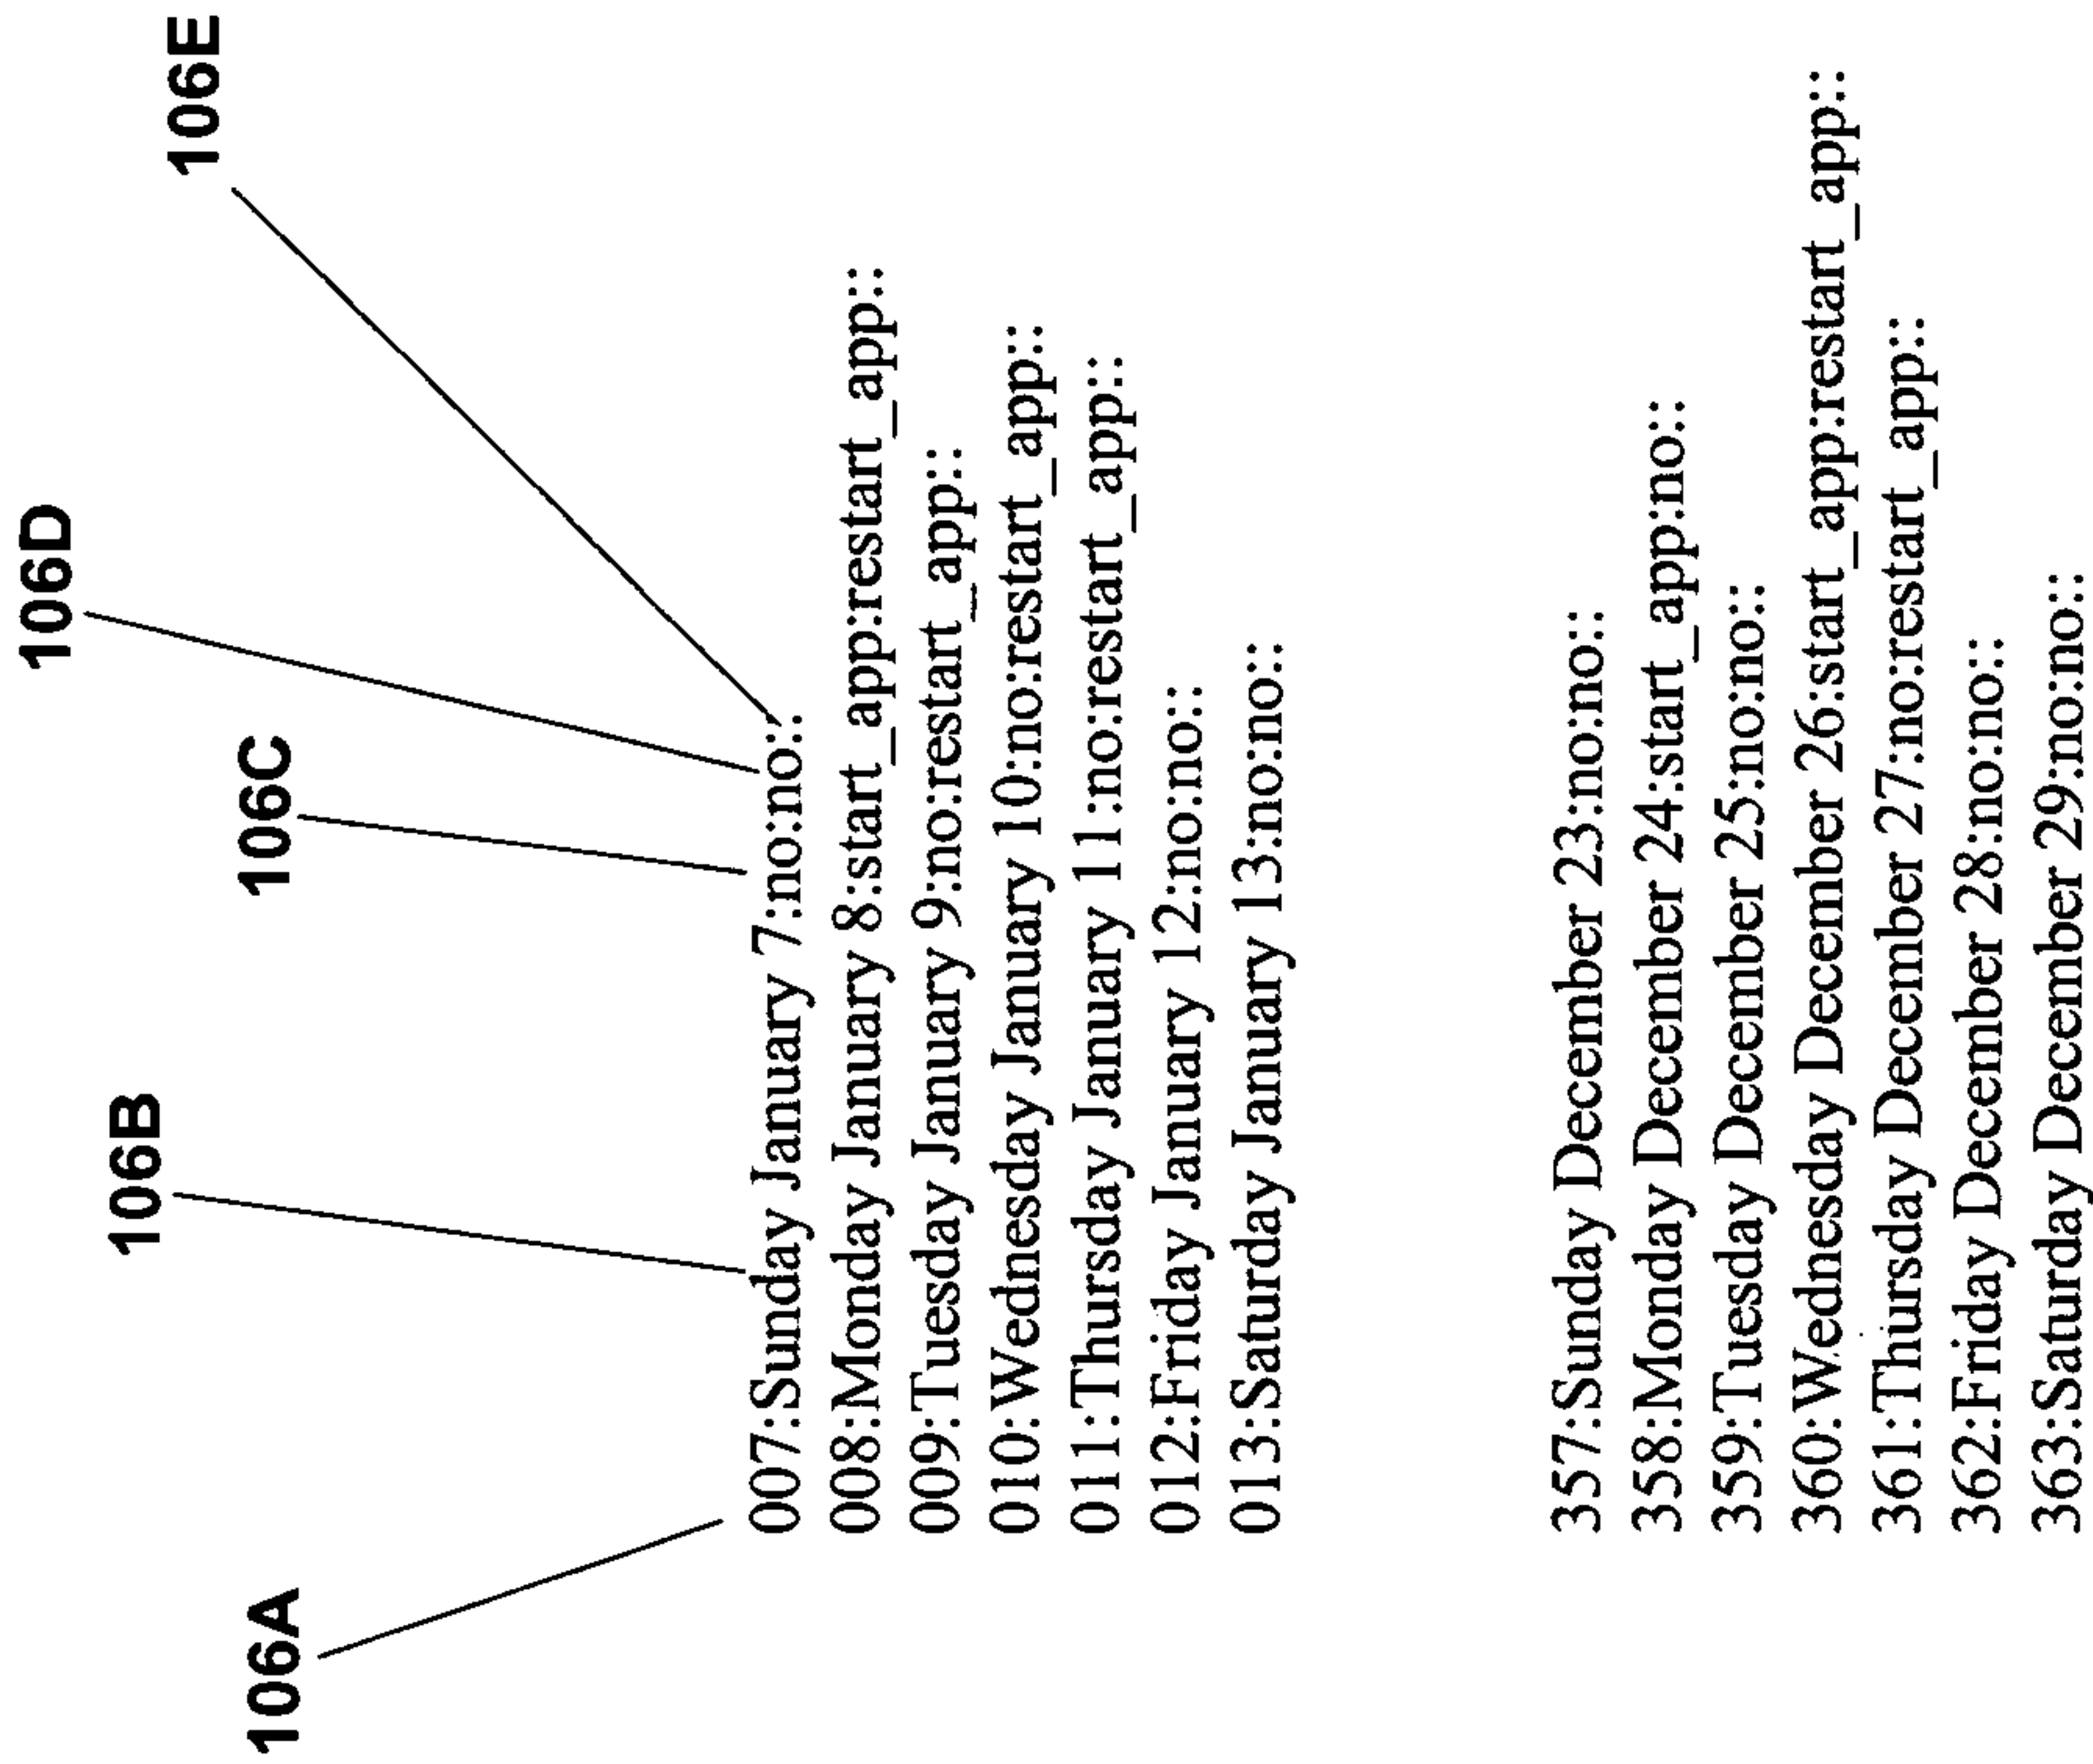 106A
106B
106C
106D
106E
007:Sunday January 7:no:no::
008:Monday January 8:start_app:restart_app::
009:Tuesday January 9:no:restart_app::
010:Wednesday January 10:no:restart_app::
011:Thursday January 11:no:restart_app::
012:Friday January 12:no:no::
013:Saturday January 13:no:no::
357:Sunday December 23:no:no::
358:Monday December 24:start_app:no::
359:Tuesday December 25:no:no::
360:Wednesday December 26:start_app:restart_app::
361:Thursday December 27:no:restart_app::
362:Friday December 28:no:no::
363:Saturday December 29:no:no::